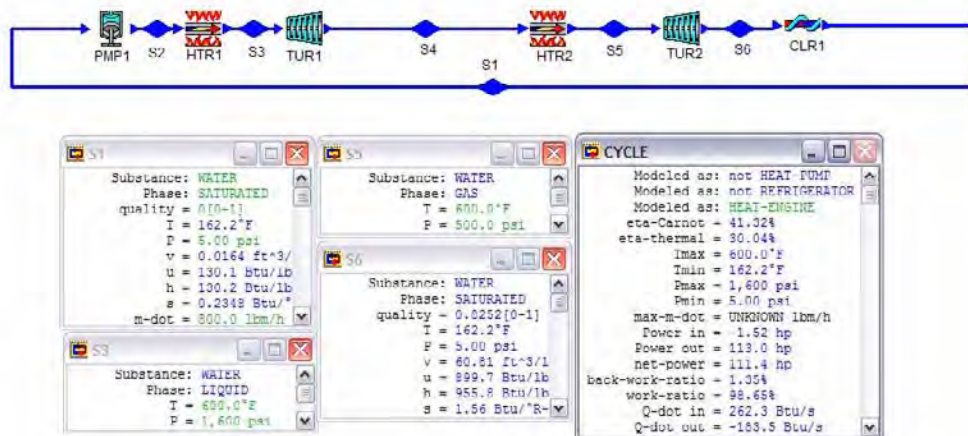 PMP1 S2 HTR1 S3 TUR1 S4 HTR2 S5 TUR2 S6 CLR1
S1
S1
Substance: WATER
Phase: SATURATED
quality = 0[0-1]
T = 162.2°F
P = 5.00 psi
v = 0.0164 ft^3/
u = 130.1 Btu/lb
h = 130.2 Btu/lb
s = 0.2348 Btu/°
m-dot = 800.0 lbm/h
S3
Substance: WATER
Phase: LIQUID
T = 600.0°F
P = 1,600 psi
S5
Substance: WATER
Phase: GAS
T = 600.0°F
P = 500.0 psi
S6
Substance: WATER
Phase: SATURATED
quality = 0.8252[0-1]
T = 162.2°F
P = 5.00 psi
v = 60.81 ft^3/l
u = 899.7 Btu/lb
h = 955.8 Btu/lb
s = 1.56 Btu/°R-
CYCLE
Modeled as: not HEAT-PUMP
Modeled as: not REFRIGERATOR
Modeled as: HEAT-ENGINE
eta-Carnot = 41.32%
eta-thermal = 30.04%
Tmax = 600.0°F
Tmin = 162.2°F
Pmax = 1,600 psi
Pmin = 5.00 psi
max-m-dot = UNKNOWN lbm/h
Power in = -1.52 hp
Power out = 113.0 hp
net-power = 111.4 hp
back-work-ratio = 1.35%
work-ratio = 98.65%
Q-dot in = 262.3 Btu/s
Q-dot out = -183.5 Btu/s